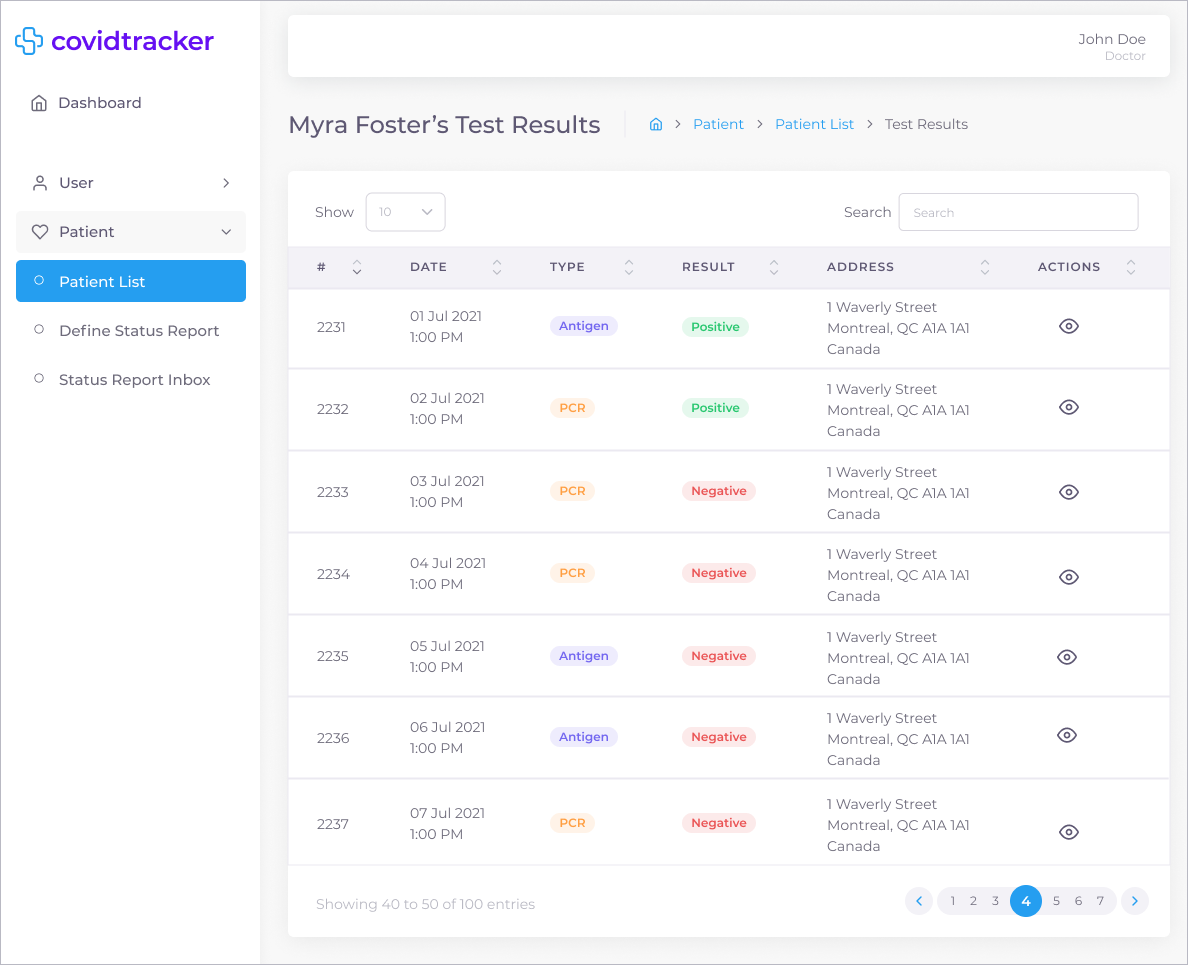 covidtracker
Dashboard
User
Patient
Patient List
Define Status Report
Status Report Inbox
John Doe
Doctor
Myra Foster’s Test Results
Patient
Patient List
Test Results
Show 10
Search Search
# DATE TYPE RESULT ADDRESS ACTIONS
2231
01 Jul 2021
1:00 PM
Antigen
Positive
1 Waverly Street
Montreal, QC A1A 1A1
Canada
2232
02 Jul 2021
1:00 PM
PCR
Positive
1 Waverly Street
Montreal, QC A1A 1A1
Canada
2233
03 Jul 2021
1:00 PM
PCR
Negative
1 Waverly Street
Montreal, QC A1A 1A1
Canada
2234
04 Jul 2021
1:00 PM
PCR
Negative
1 Waverly Street
Montreal, QC A1A 1A1
Canada
2235
05 Jul 2021
1:00 PM
Antigen
Negative
1 Waverly Street
Montreal, QC A1A 1A1
Canada
2236
06 Jul 2021
1:00 PM
Antigen
Negative
1 Waverly Street
Montreal, QC A1A 1A1
Canada
2237
07 Jul 2021
1:00 PM
PCR
Negative
1 Waverly Street
Montreal, QC A1A 1A1
Canada
Showing 40 to 50 of 100 entries
1 2 3 4 5 6 7